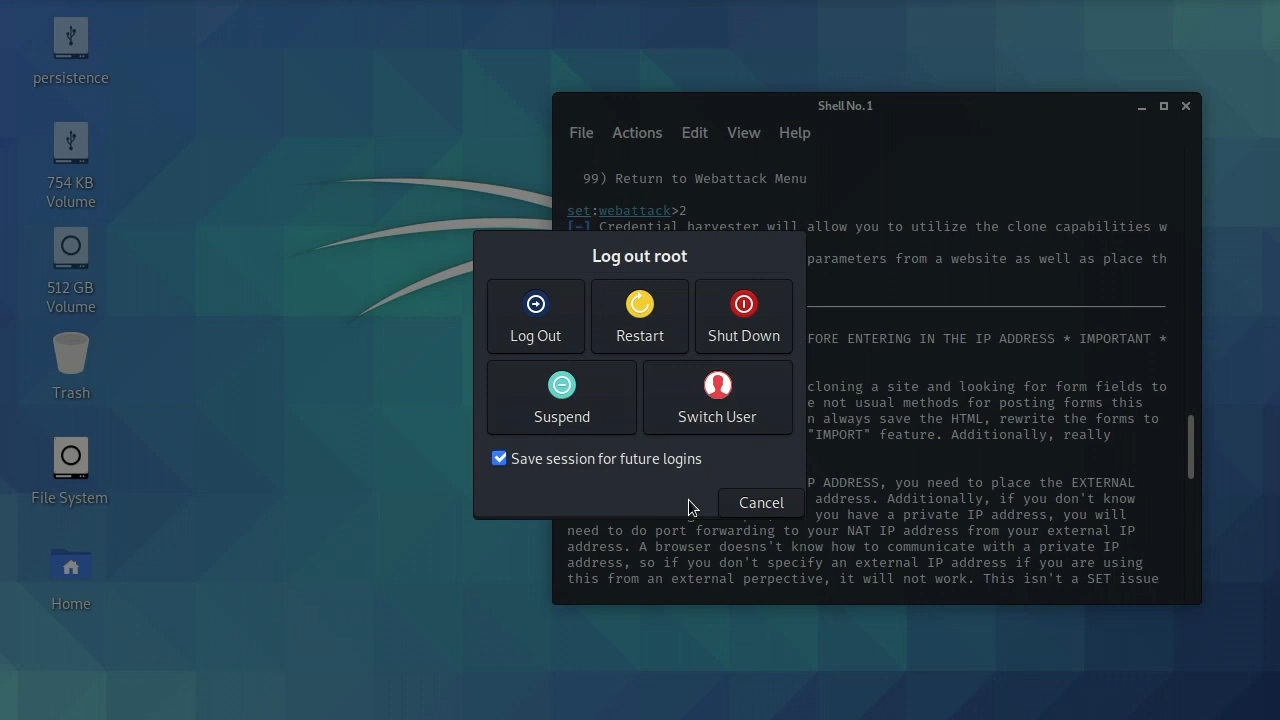 persistence
754 KB
Volume
512 GB
Volume
Trash
File System
Home
Shell No. 1
File Actions Edit View Help
99) Return to Webattack Menu
set:webattack>2
[-] Credential harvester will allow you to utilize the clone capabilities w
parameters from a website as well as place th
FORE ENTERING IN THE IP ADDRESS * IMPORTANT *
cloning a site and looking for form fields to
e not usual methods for posting forms this
n always save the HTML, rewrite the forms to
"IMPORT" feature. Additionally, really
P ADDRESS, you need to place the EXTERNAL
address. Additionally, if you don't know
you have a private IP address, you will
need to do port forwarding to your NAT IP address from your external IP
address. A browser doesns't know how to communicate with a private IP
address, so if you don't specify an external IP address if you are using
this from an external perpective, it will not work. This isn't a SET issue
Log out root
Log Out
Restart
Shut Down
Suspend
Switch User
Save session for future logins
Cancel